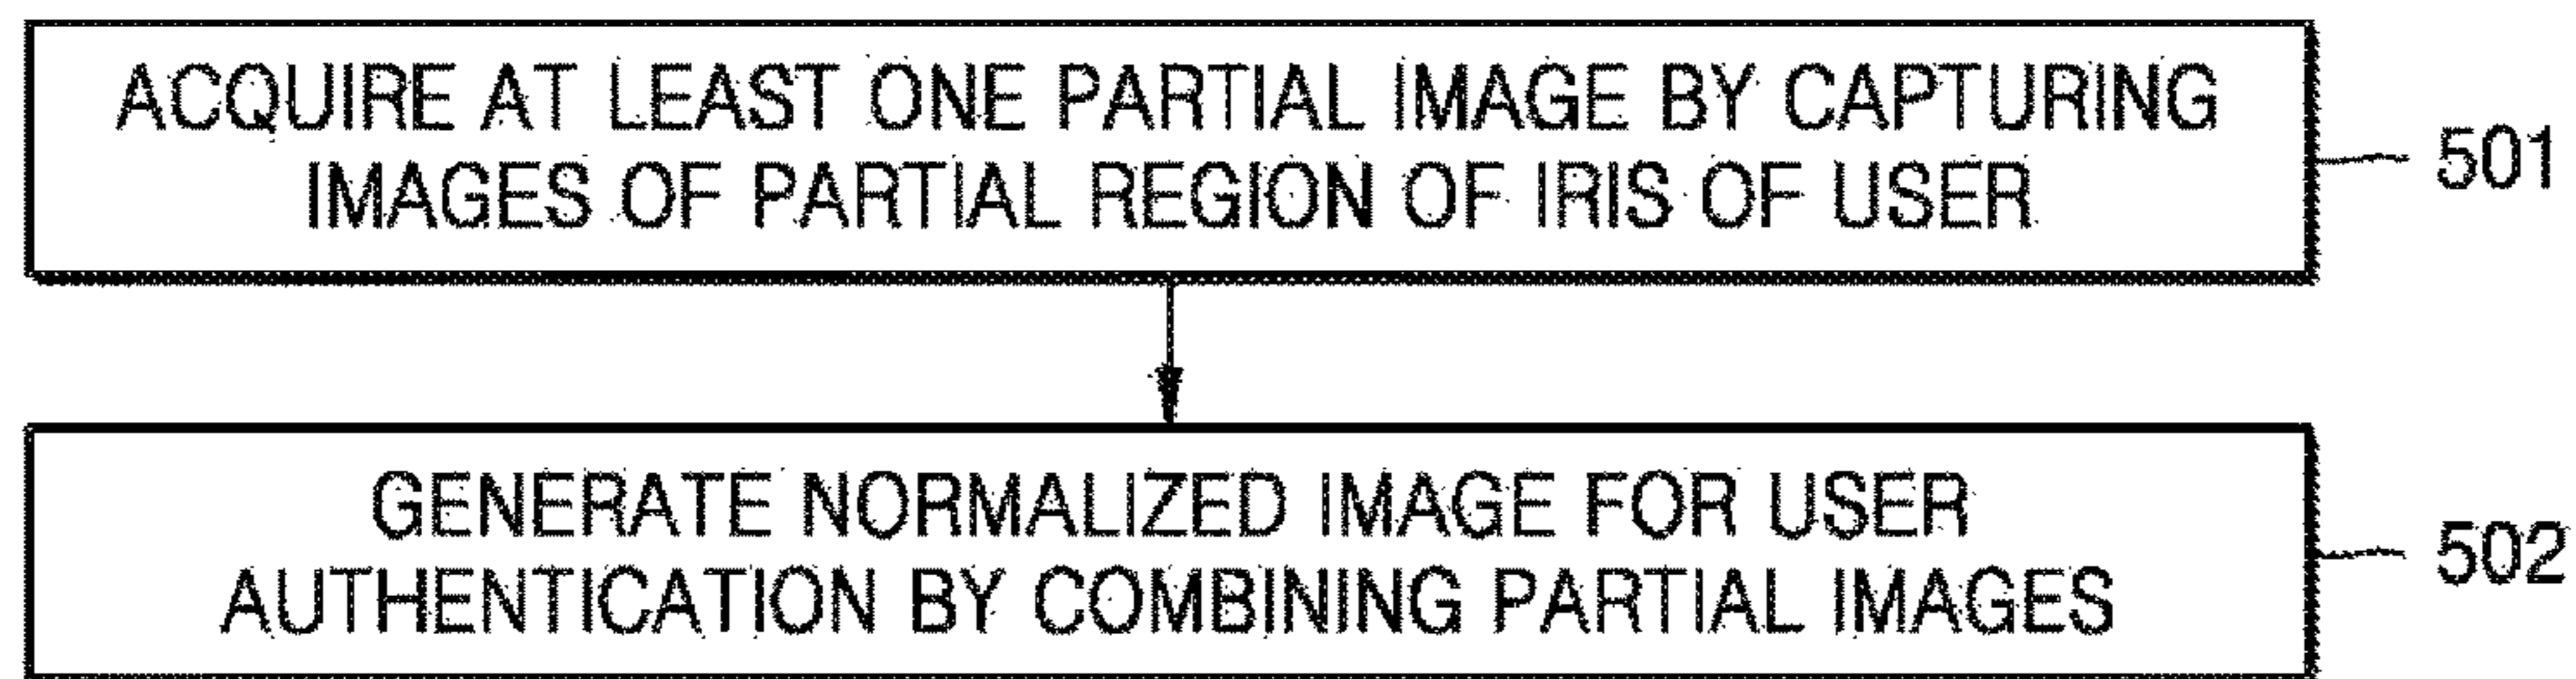 ACQUIRE AT LEAST ONE PARTIAL IMAGE BY CAPTURING
IMAGES OF PARTIAL REGION OF IRIS OF USER
501
GENERATE NORMALIZED IMAGE FOR USER
AUTHENTICATION BY COMBINING PARTIAL IMAGES
502